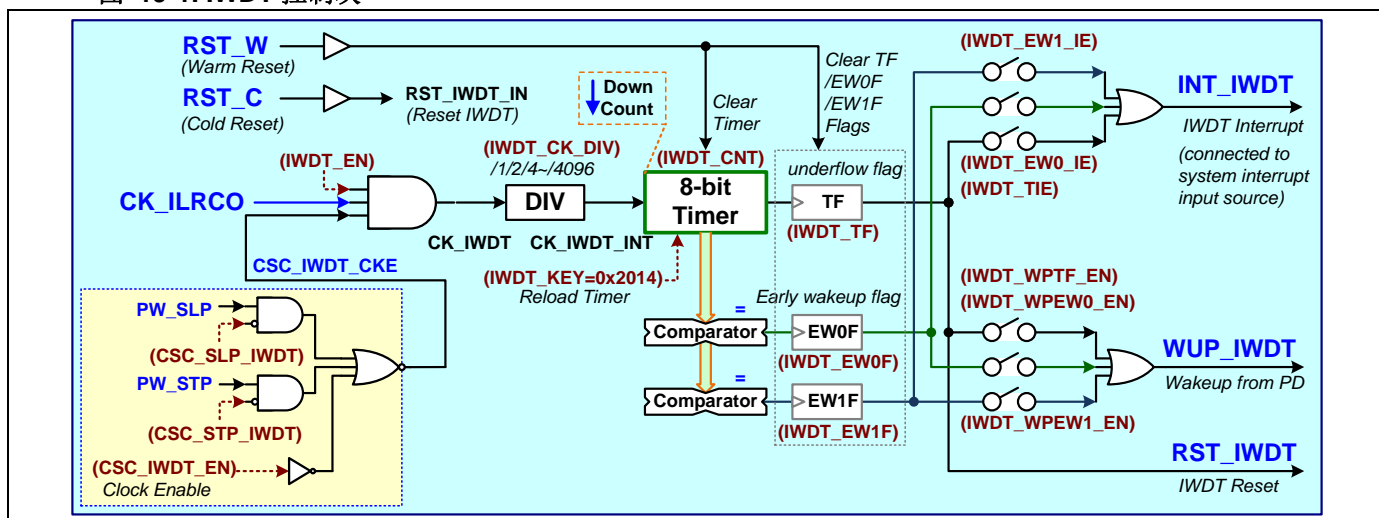 RST_W
(Warm Reset)
RST_C
(Cold Reset)
RST_IWDT_IN
(Reset IWDT)
Down
Count
Clear
Timer
Clear TF
/EW0F
/EW1F
Flags
(IWDT_EW1_IE)
INT_IWDT
IWDT Interrupt
(connected to
system interrupt
input source)
(IWDT_EW0_IE)
(IWDT_TIE)
(IWDT_EN)
CK_ILRCO
(IWDT_CK_DIV)
/1/2/4~/4096
DIV
CK_IWDT
CK_IWDT_INT
(IWDT_CNT)
8-bit
Timer
underflow flag
TF
(IWDT_TF)
(IWDT_KEY=0x2014)
Reload Timer
CSC_IWDT_CKE
PW_SLP
(CSC_SLP_IWDT)
PW_STP
(CSC_STP_IWDT)
(CSC_IWDT_EN)
Clock Enable
Early wakeup flag
=
Comparator
EW0F
(IWDT_EW0F)
=
Comparator
EW1F
(IWDT_EW1F)
(IWDT_WPTF_EN)
(IWDT_WPEW0_EN)
WUP_IWDT
Wakeup from PD
(IWDT_WPEW1_EN)
RST_IWDT
IWDT Reset